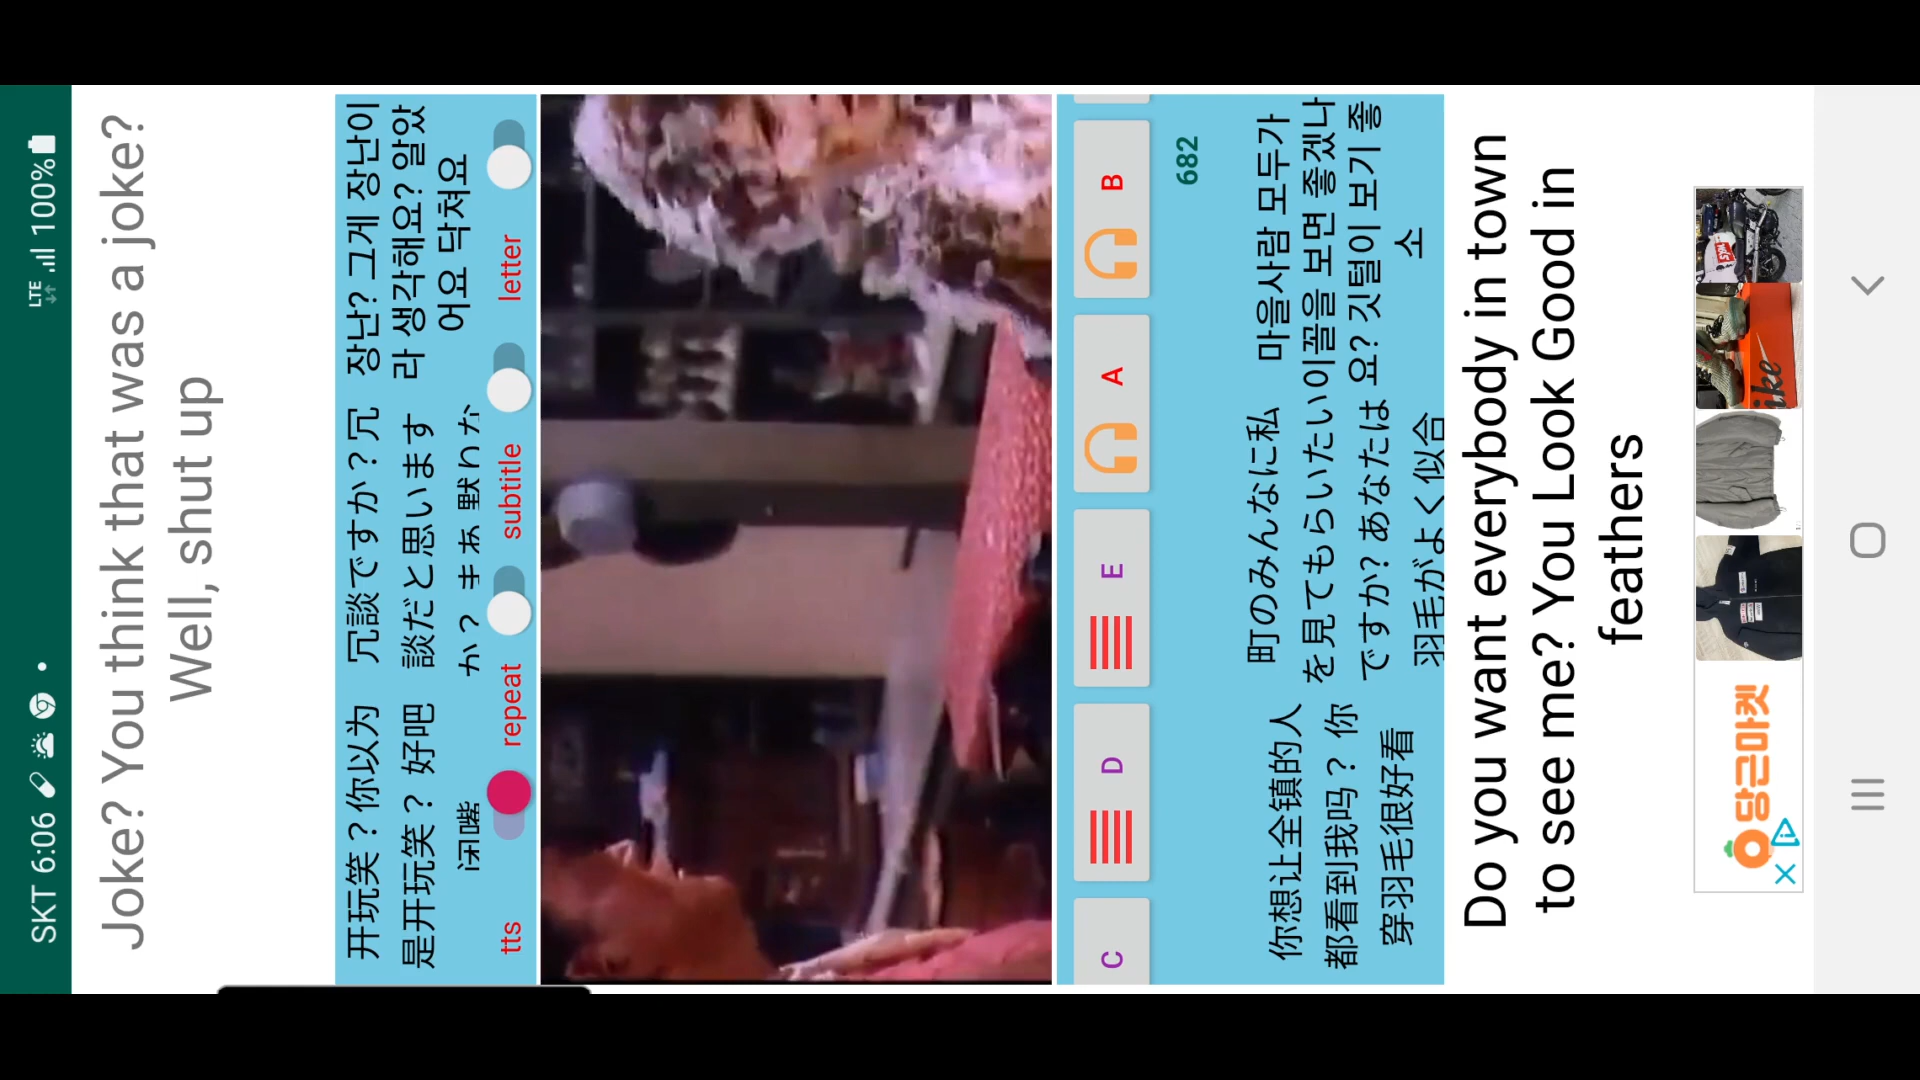 SKT 6:06
LTE
100%
Joke? You think that was a joke?
Well, shut up
开玩笑？你以为
是开玩笑？好吧
闭嘴
冗談ですか？冗
談だと思います
か？ まあ 黙りな
장난? 그게 장난이
라 생각해요? 알았
어요 닥쳐요
tts
repeat
subtitle
letter
C
D
E
A
B
682
你想让全镇的人
都看到我吗？你
穿羽毛很好看
町のみんなに私
を見てもらいたい
ですか? あなたは
羽毛がよく似合
마을사람 모두가
이꼴을 보면 좋겠나
요? 깃털이 보기 좋
소
Do you want everybody in town
to see me? You Look Good in
feathers
당근마켓